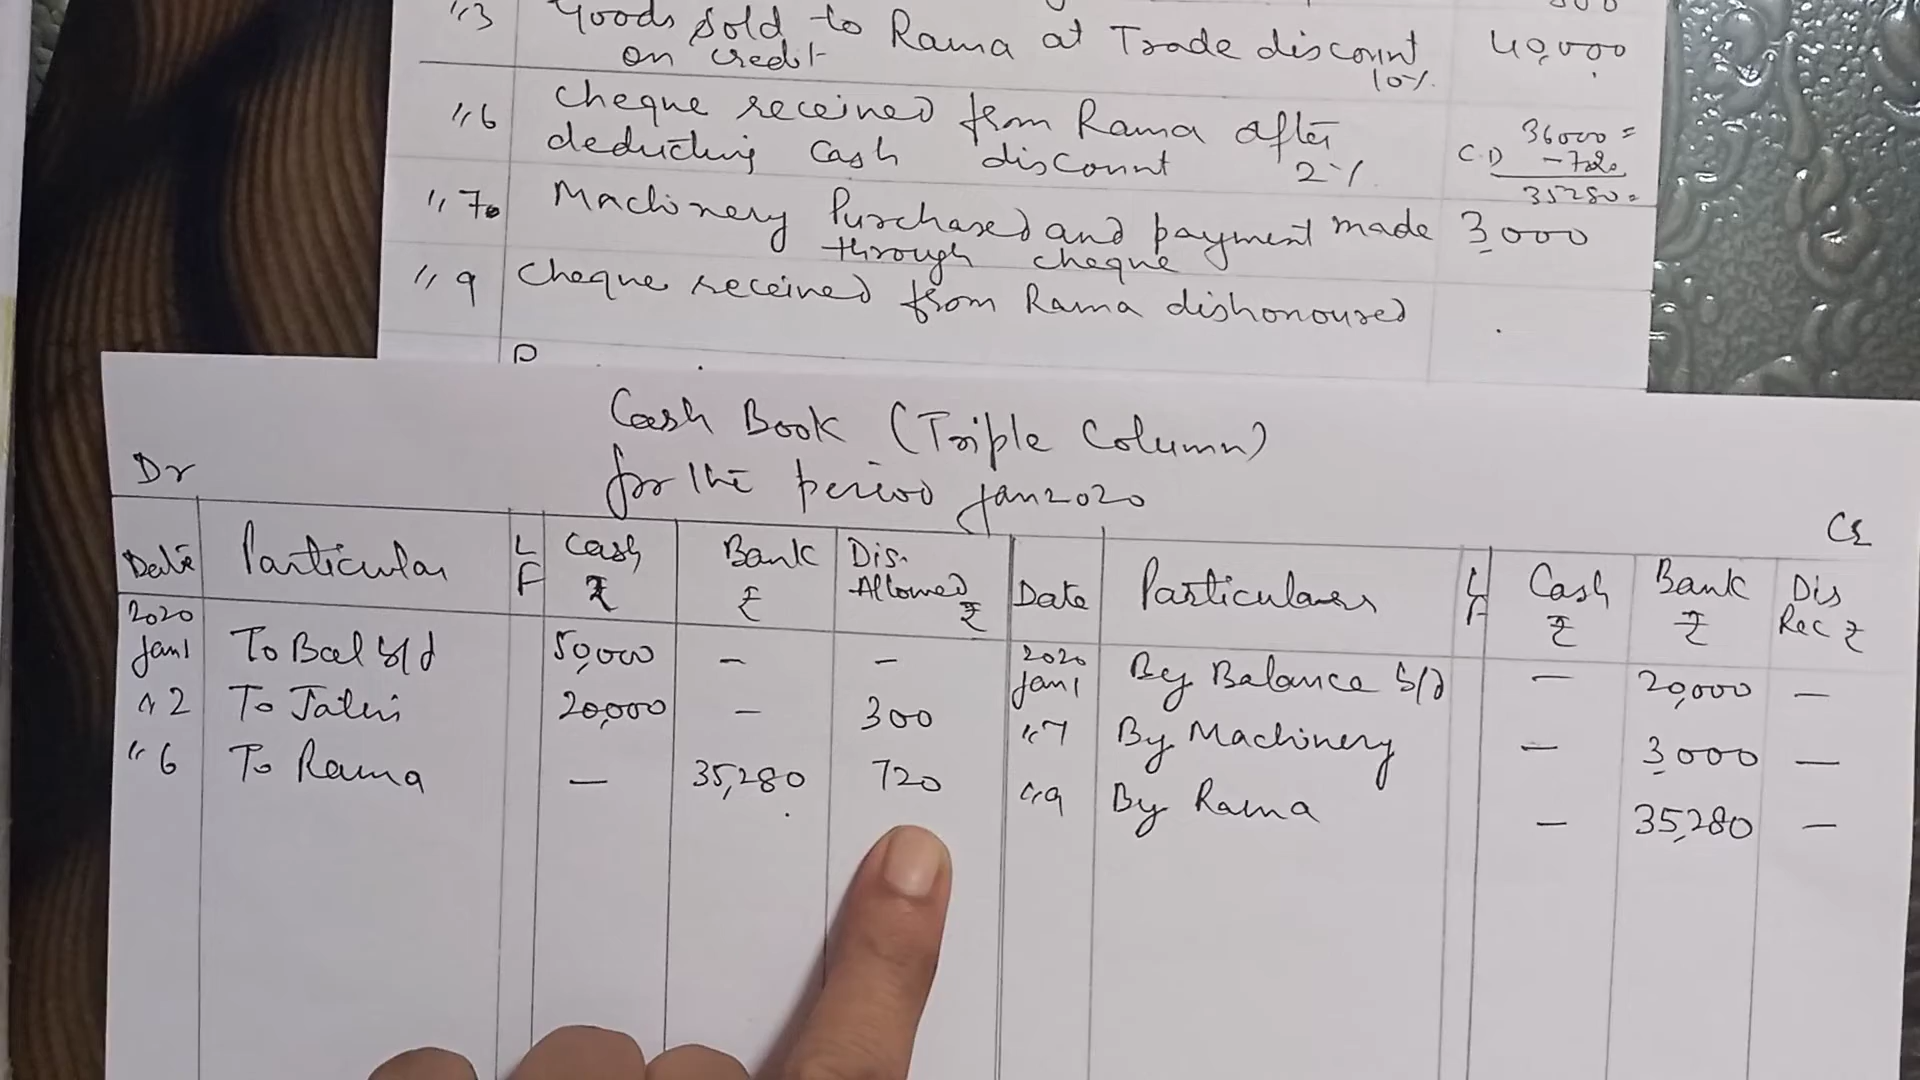 "3 Goods sold to Rama at Trade discount 40,000
on credit 10%.
"6 Cheque received from Rama after 36000=
deducting cash discount 2% C.D -720
35280=
"7 Machinery Purchased and payment made 3,000
through cheque
"9 Cheque received from Rama dishonoured
Cash Book (Triple Column)
Dr for the period Jan 2020 Cr
Date Particular LF Cash ₹ Bank ₹ Dis. Allowed ₹ Date Particulars LF Cash ₹ Bank ₹ Dis Rec ₹
2020 2020
Jan 1 To Bal b/d 50,000 — — Jan 1 By Balance b/d — 20,000 —
"2 To Jatin 20,000 — 300 "7 By Machinery — 3,000 —
"6 To Rama — 35,280 720 "9 By Rama — 35,280 —